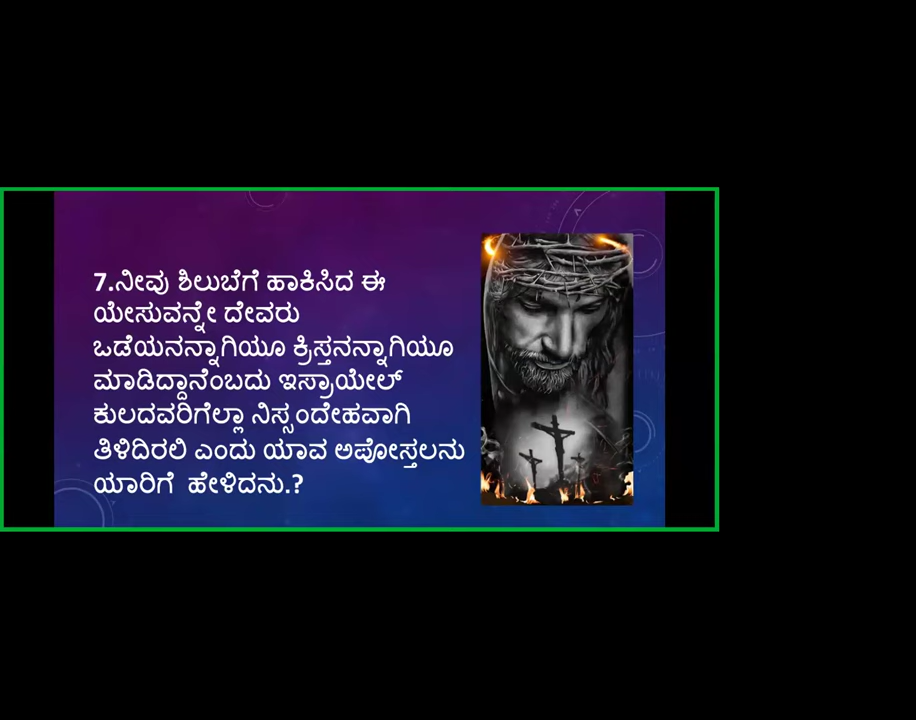 7.ನೀವು ಶಿಲುಬೆಗೆ ಹಾಕಿಸಿದ ಈ
ಯೇಸುವನ್ನೇ ದೇವರು
ಒಡೆಯನನ್ನಾಗಿಯೂ ಕ್ರಿಸ್ತನನ್ನಾಗಿಯೂ
ಮಾಡಿದ್ದಾನೆಂಬದು ಇಸ್ರಾಯೇಲ್
ಕುಲದವರಿಗೆಲ್ಲಾ ನಿಸ್ಸಂದೇಹವಾಗಿ
ತಿಳಿದಿರಲಿ ಎಂದು ಯಾವ ಅಪೋಸ್ತಲನು
ಯಾರಿಗೆ ಹೇಳಿದನು.?